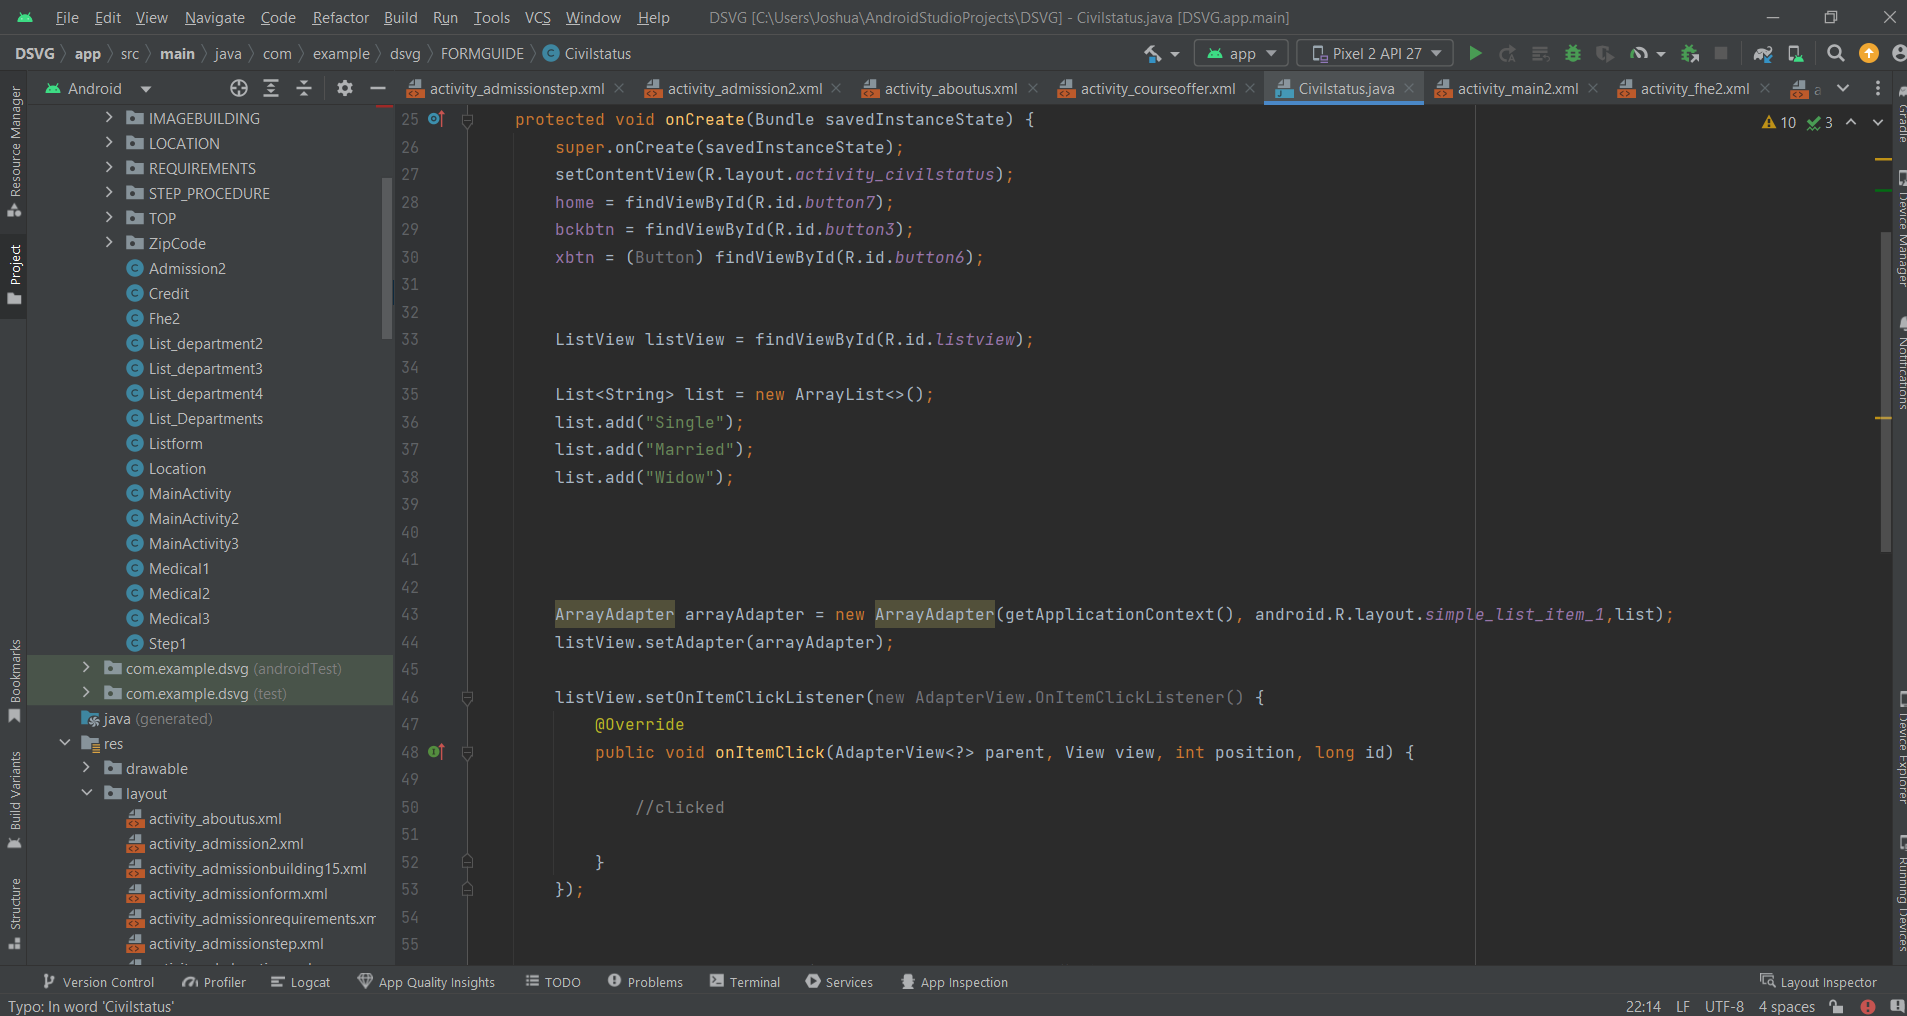 File Edit View Navigate Code Refactor Build Run Tools VCS Window Help DSVG [C:\Users\Joshua\AndroidStudioProjects\DSVG] - Civilstatus.java [DSVG.app.main]
DSVG app src main java com example dsvg FORMGUIDE Civilstatus app Pixel 2 API 27
Android activity_admissionstep.xml activity_admission2.xml activity_aboutus.xml activity_courseoffer.xml Civilstatus.java activity_main2.xml activity_fhe2.xml a
Resource Manager
Project
Bookmarks
Build Variants
Structure
IMAGEBUILDING
LOCATION
REQUIREMENTS
STEP_PROCEDURE
TOP
ZipCode
Admission2
Credit
Fhe2
List_department2
List_department3
List_department4
List_Departments
Listform
Location
MainActivity
MainActivity2
MainActivity3
Medical1
Medical2
Medical3
Step1
com.example.dsvg (androidTest)
com.example.dsvg (test)
java (generated)
res
drawable
layout
activity_aboutus.xml
activity_admission2.xml
activity_admissionbuilding15.xml
activity_admissionform.xml
activity_admissionrequirements.xm
activity_admissionstep.xml
10 3
25 protected void onCreate(Bundle savedInstanceState) {
26 super.onCreate(savedInstanceState);
27 setContentView(R.layout.activity_civilstatus);
28 home = findViewById(R.id.button7);
29 bckbtn = findViewById(R.id.button3);
30 xbtn = (Button) findViewById(R.id.button6);
31
32
33 ListView listView = findViewById(R.id.listview);
34
35 List<String> list = new ArrayList<>();
36 list.add("Single");
37 list.add("Married");
38 list.add("Widow");
39
40
41
42
43 ArrayAdapter arrayAdapter = new ArrayAdapter(getApplicationContext(), android.R.layout.simple_list_item_1,list);
44 listView.setAdapter(arrayAdapter);
45
46 listView.setOnItemClickListener(new AdapterView.OnItemClickListener() {
47 @Override
48 public void onItemClick(AdapterView<?> parent, View view, int position, long id) {
49
50 //clicked
51
52 }
53 });
54
55
Gradle
Device Manager
Notifications
Device Explorer
Running Devices
Version Control Profiler Logcat App Quality Insights TODO Problems Terminal Services App Inspection Layout Inspector
Typo: In word 'Civilstatus' 22:14 LF UTF-8 4 spaces